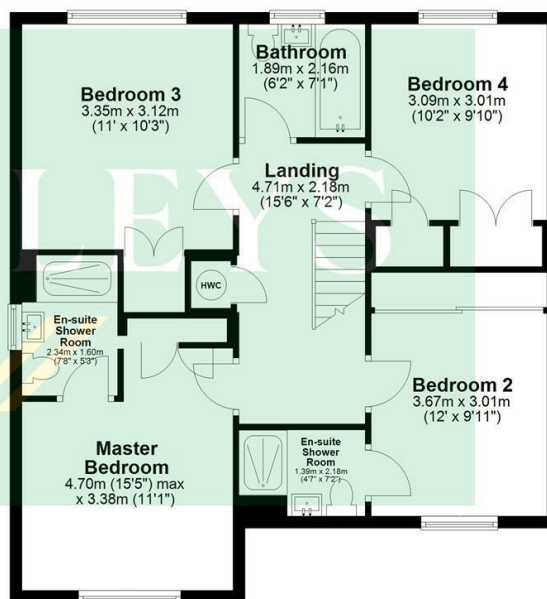 Bedroom 3
3.35m x 3.12m
(11' x 10'3")
Bathroom
1.89m x 2.16m
(6'2" x 7'1")
Bedroom 4
3.09m x 3.01m
(10'2" x 9'10")
Landing
4.71m x 2.18m
(15'6" x 7'2")
LEYS
HWC
En-suite
Shower
Room
2.34m x 1.60m
(7'8" x 5'3")
Bedroom 2
3.67m x 3.01m
(12' x 9'11")
Master
Bedroom
4.70m (15'5") max
x 3.38m (11'1")
En-suite
Shower
Room
1.39m x 2.18m
(4'7" x 7'2")